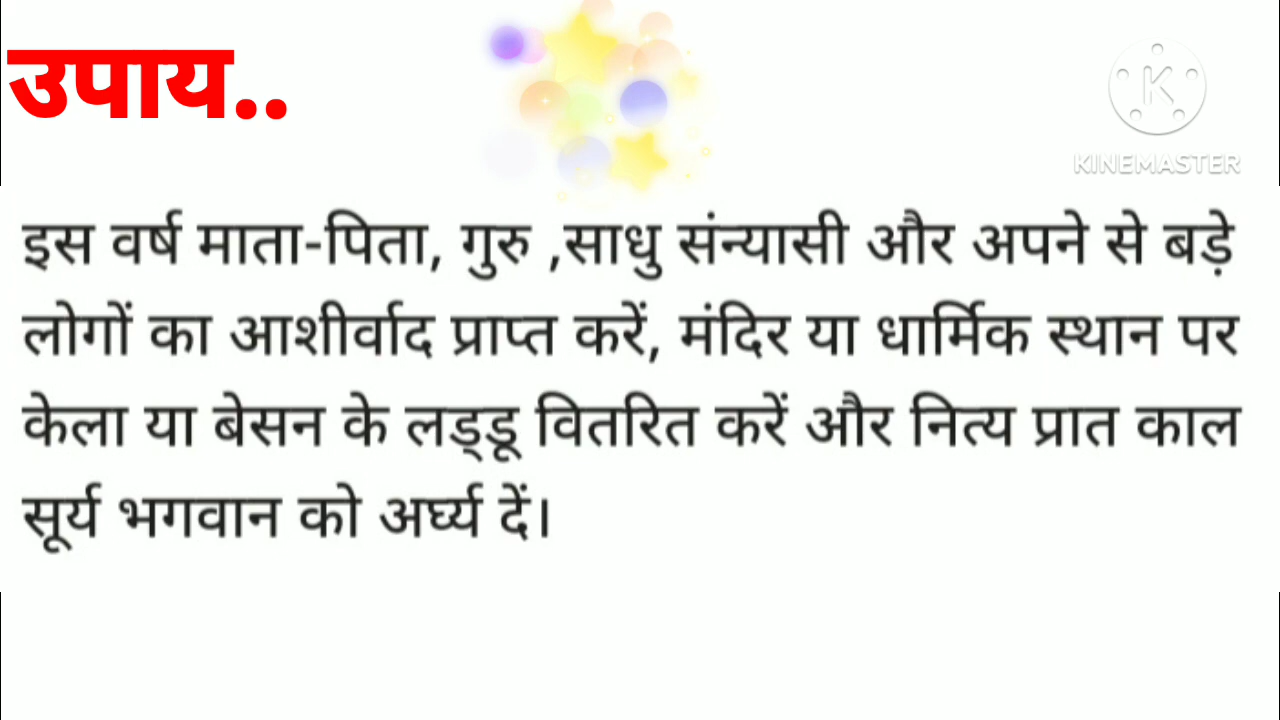 उपाय..
KINEMASTER
इस वर्ष माता-पिता, गुरु ,साधु संन्यासी और अपने से बड़े
लोगों का आशीर्वाद प्राप्त करें, मंदिर या धार्मिक स्थान पर
केला या बेसन के लड्डू वितरित करें और नित्य प्रात काल
सूर्य भगवान को अर्घ्य दें।